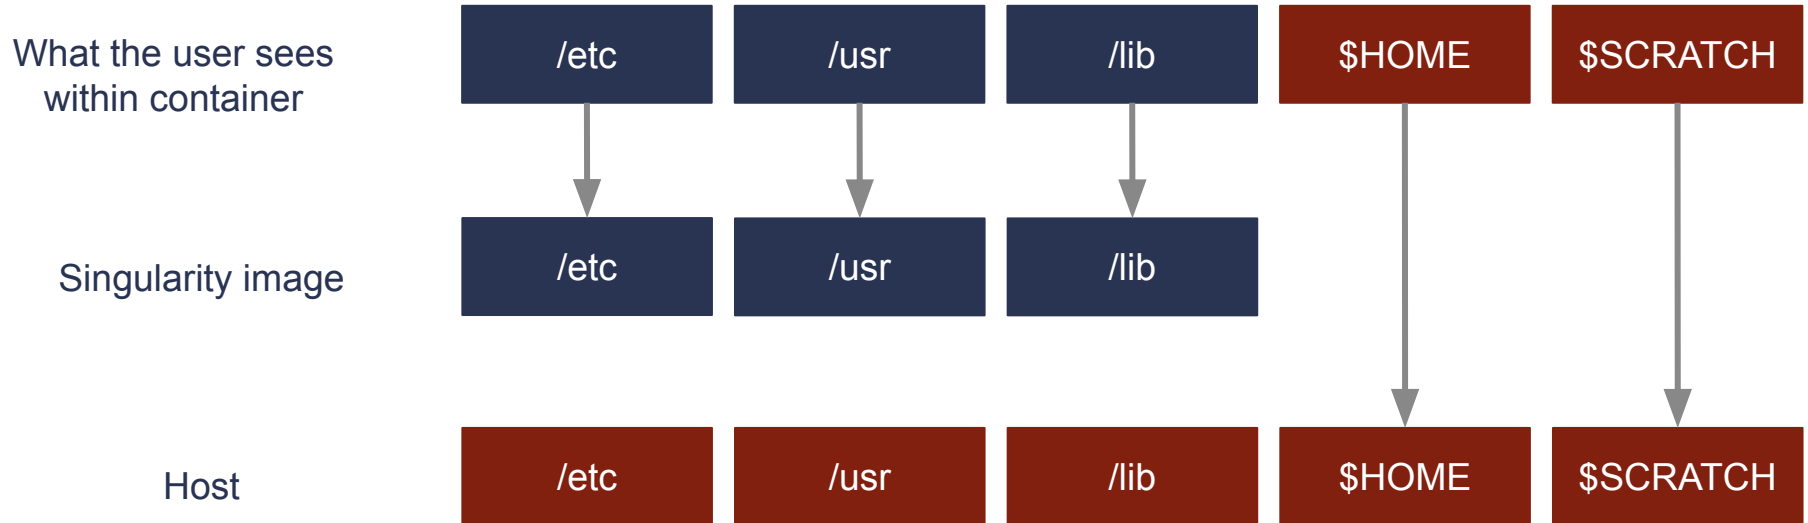 What the user sees
within container
/etc
/usr
/lib
$HOME
$SCRATCH
Singularity image
/etc
/usr
/lib
Host
/etc
/usr
/lib
$HOME
$SCRATCH